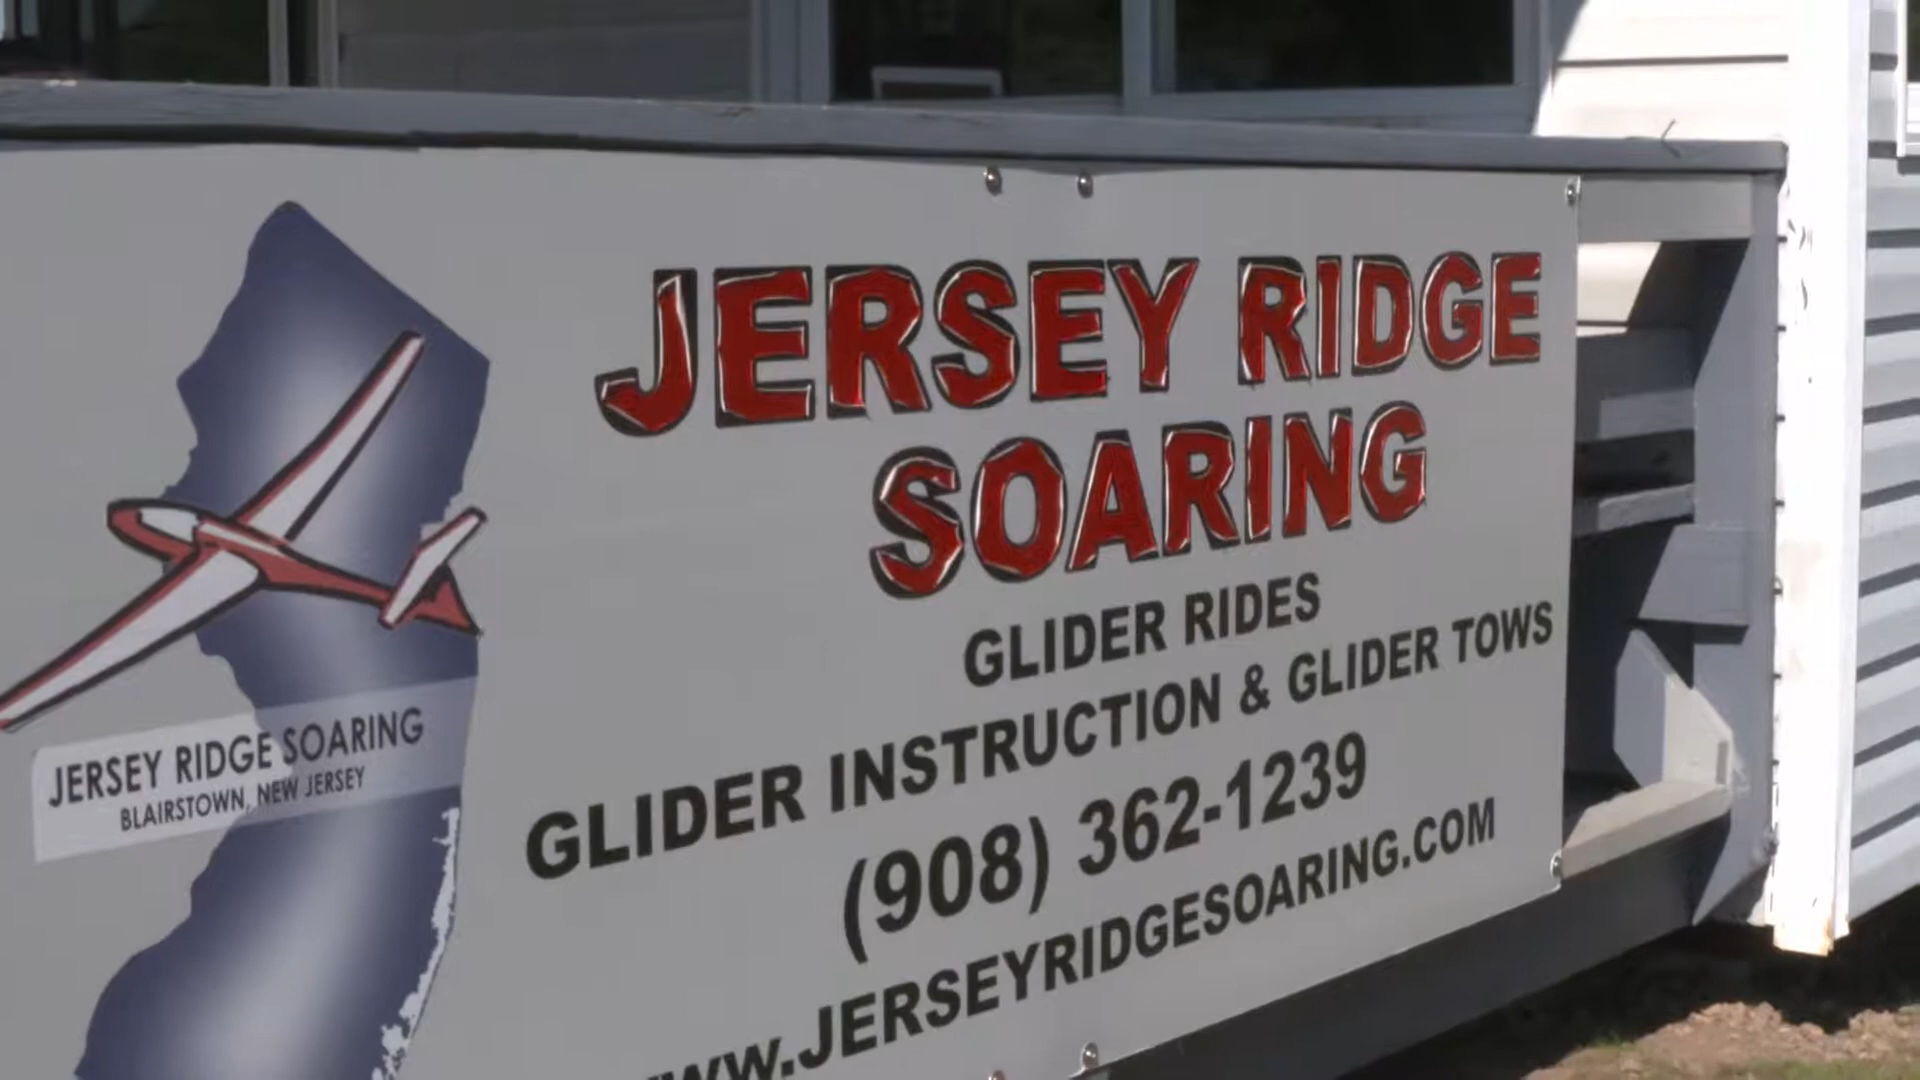 JERSEY RIDGE
SOARING
GLIDER RIDES
GLIDER INSTRUCTION & GLIDER TOWS
(908) 362-1239
www.JERSEYRIDGESOARING.COM
JERSEY RIDGE SOARING
BLAIRSTOWN, NEW JERSEY